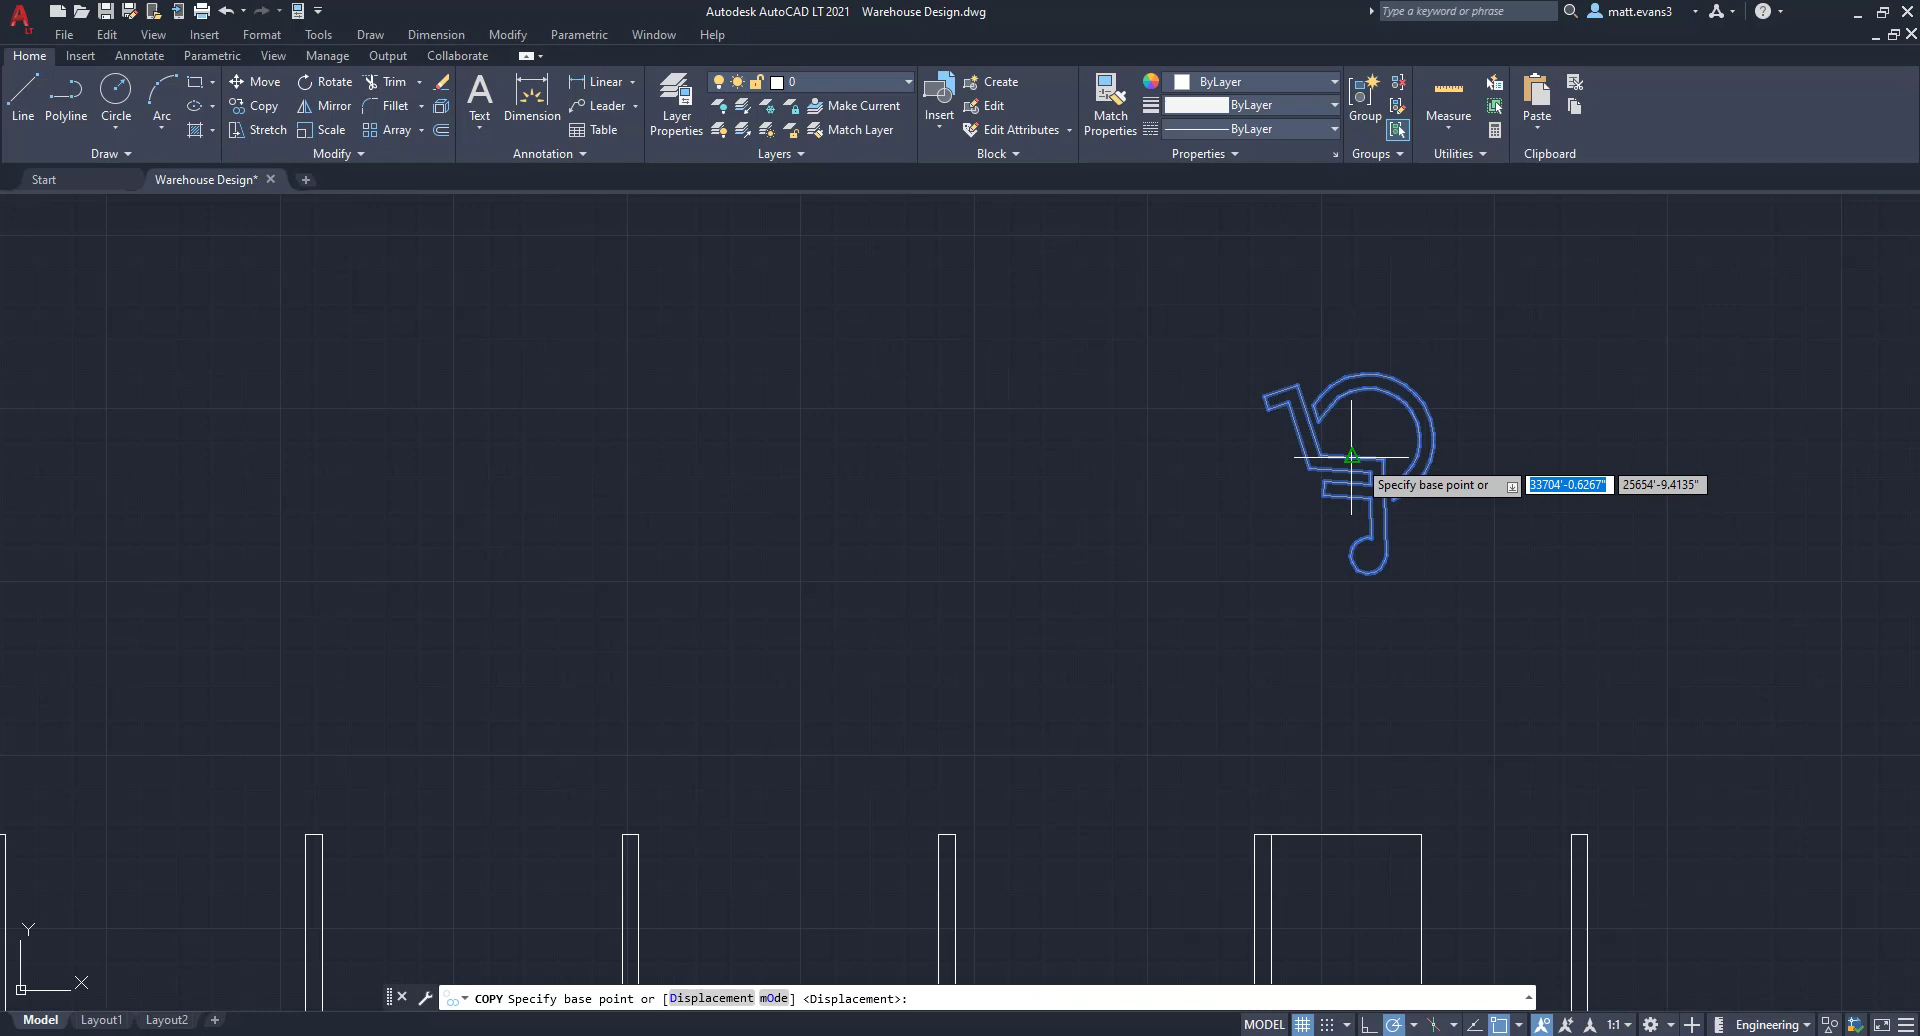 Autodesk AutoCAD LT 2021 Warehouse Design.dwg
Type a keyword or phrase
matt.evans3
LT
File Edit View Insert Format Tools Draw Dimension Modify Parametric Window Help
Home Insert Annotate Parametric View Manage Output Collaborate
Line Polyline Circle Arc
Move Rotate Trim
Copy Mirror Fillet
Stretch Scale Array
Text Dimension
Linear
Leader
Table
Layer Properties
0
Make Current
Match Layer
Insert
Create
Edit
Edit Attributes
Match Properties
ByLayer
ByLayer
ByLayer
Group
Measure
Paste
Draw Modify Annotation Layers Block Properties Groups Utilities Clipboard
Start Warehouse Design*
Specify base point or 33704'-0.6267" 25654'-9.4135"
Y
X
COPY Specify base point or [Displacement mOde] <Displacement>:
Model Layout1 Layout2
MODEL 1:1 Engineering